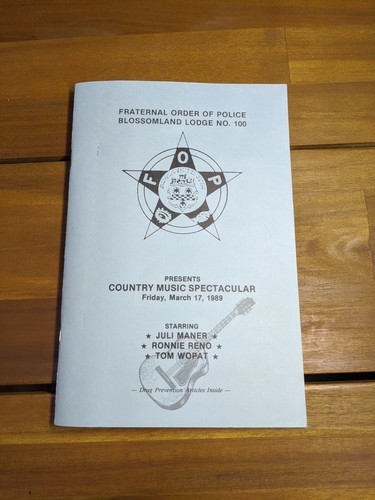 FRATERNAL ORDER OF POLICE
BLOSSOMLAND LODGE NO. 100
F O P
PRESENTS
COUNTRY MUSIC SPECTACULAR
Friday, March 17, 1989
STARRING
★ JULI MANER ★
★ RONNIE RENO ★
★ TOM WOPAT ★
— Drug Prevention Articles Inside —